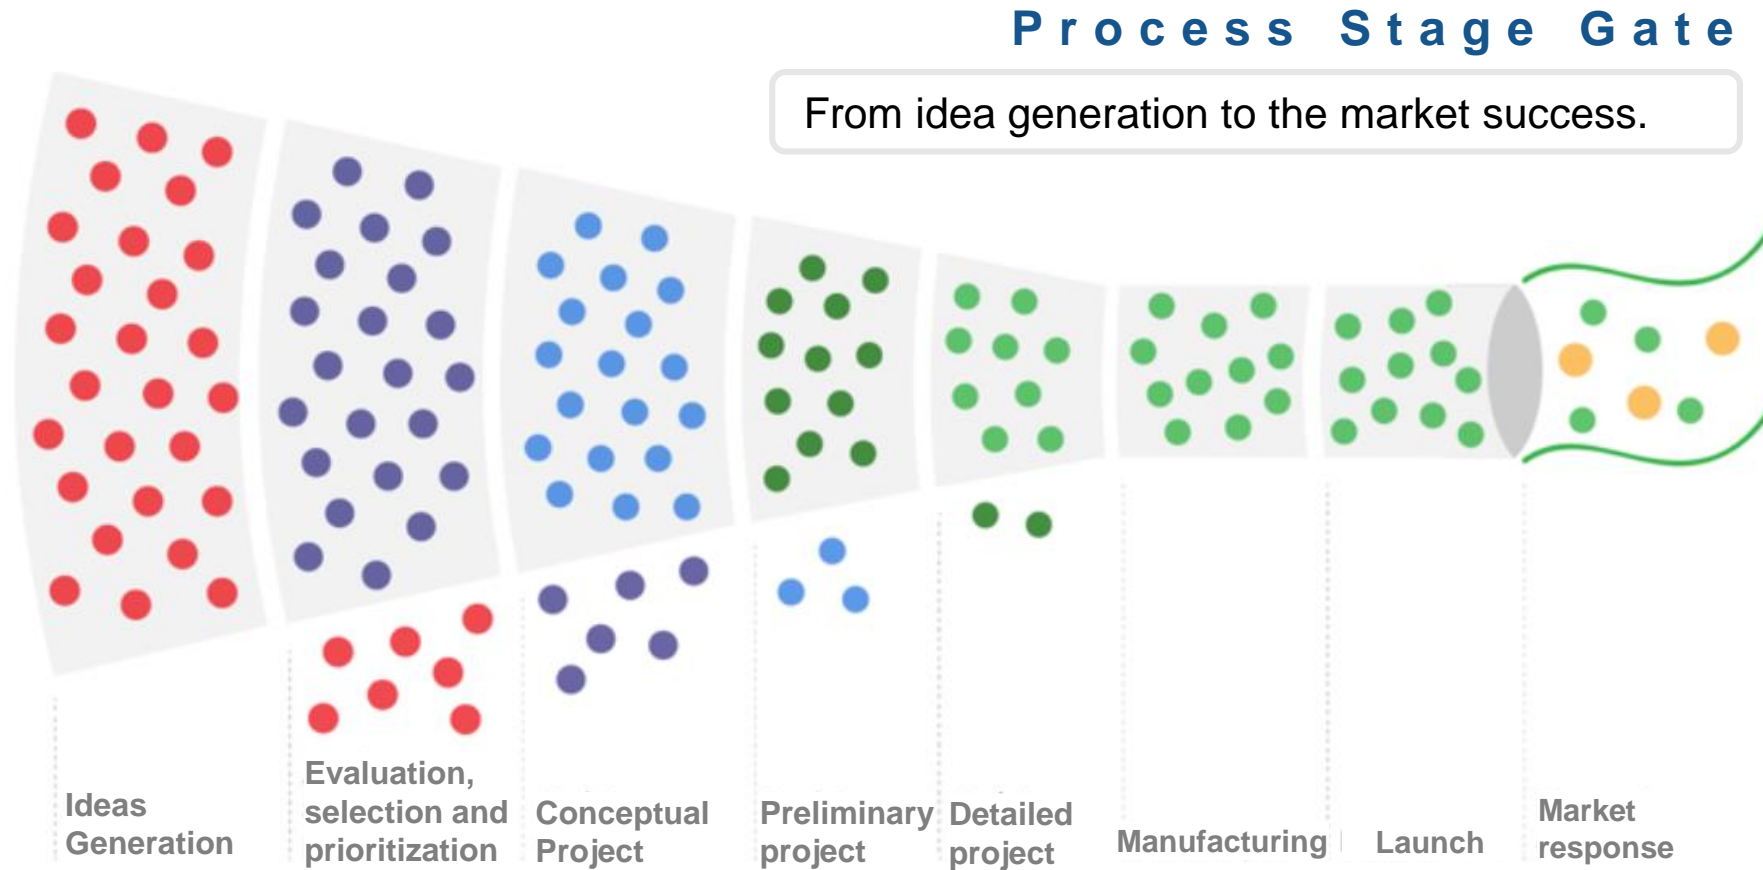 Process Stage Gate
From idea generation to the market success.
Ideas
Generation
Evaluation,
selection and
prioritization
Conceptual
Project
Preliminary
project
Detailed
project
Manufacturing
Launch
Market
response